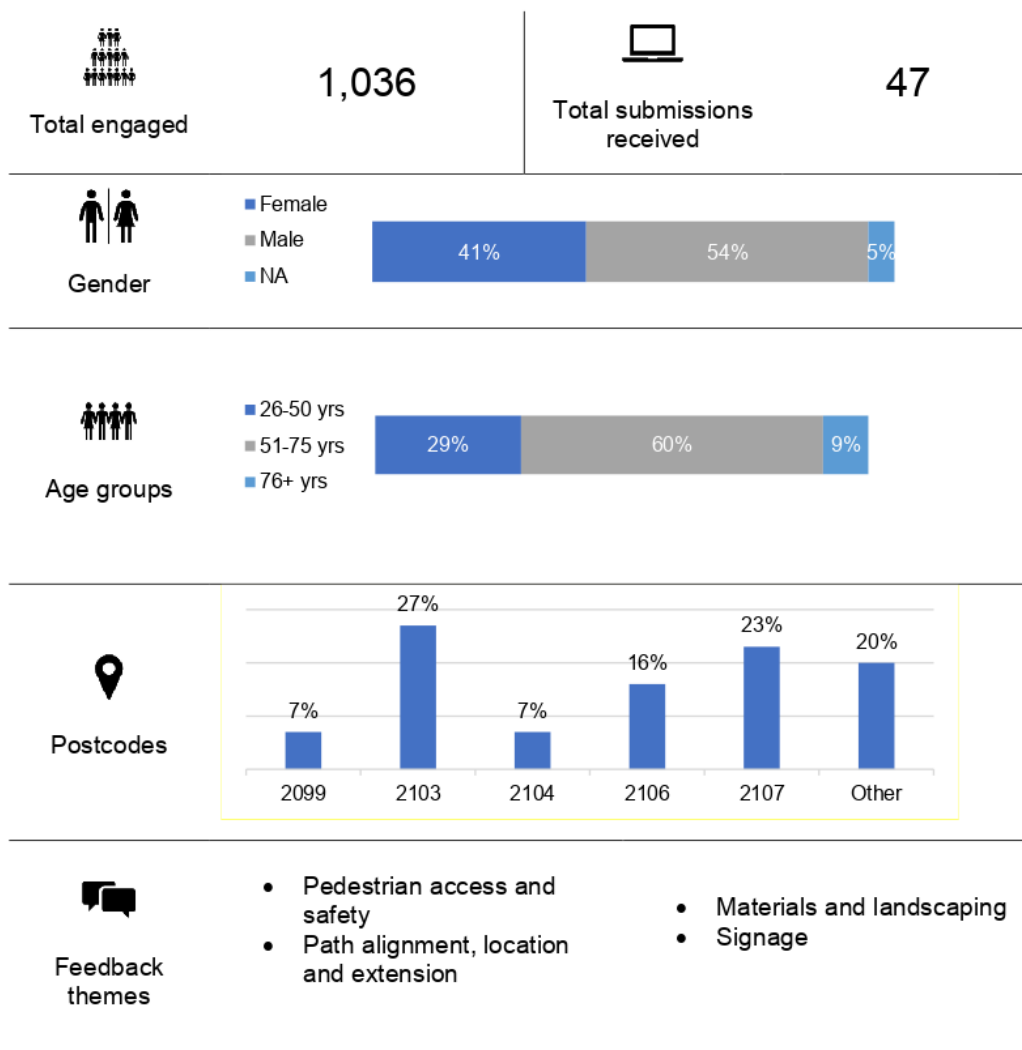 Total engaged
1,036
Total submissions
received
47
Gender
Female
Male
NA
41%
54%
5%
Age groups
26-50 yrs
51-75 yrs
76+ yrs
29%
60%
9%
Postcodes
7%
27%
7%
16%
23%
20%
2099
2103
2104
2106
2107
Other
Feedback
themes
• Pedestrian access and
safety
• Path alignment, location
and extension
• Materials and landscaping
• Signage